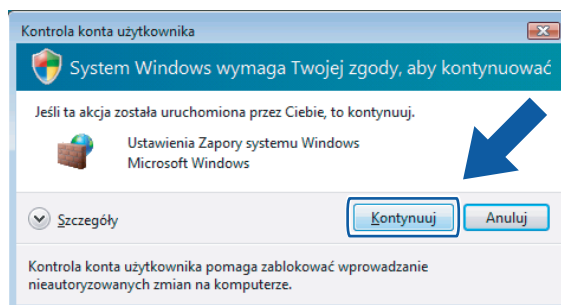 Kontrola konta użytkownika
System Windows wymaga Twojej zgody, aby kontynuować
Jeśli ta akcja została uruchomiona przez Ciebie, to kontynuuj.
Ustawienia Zapory systemu Windows
Microsoft Windows
Szczegóły
Kontynuuj
Anuluj
Kontrola konta użytkownika pomaga zablokować wprowadzanie
nieautoryzowanych zmian na komputerze.